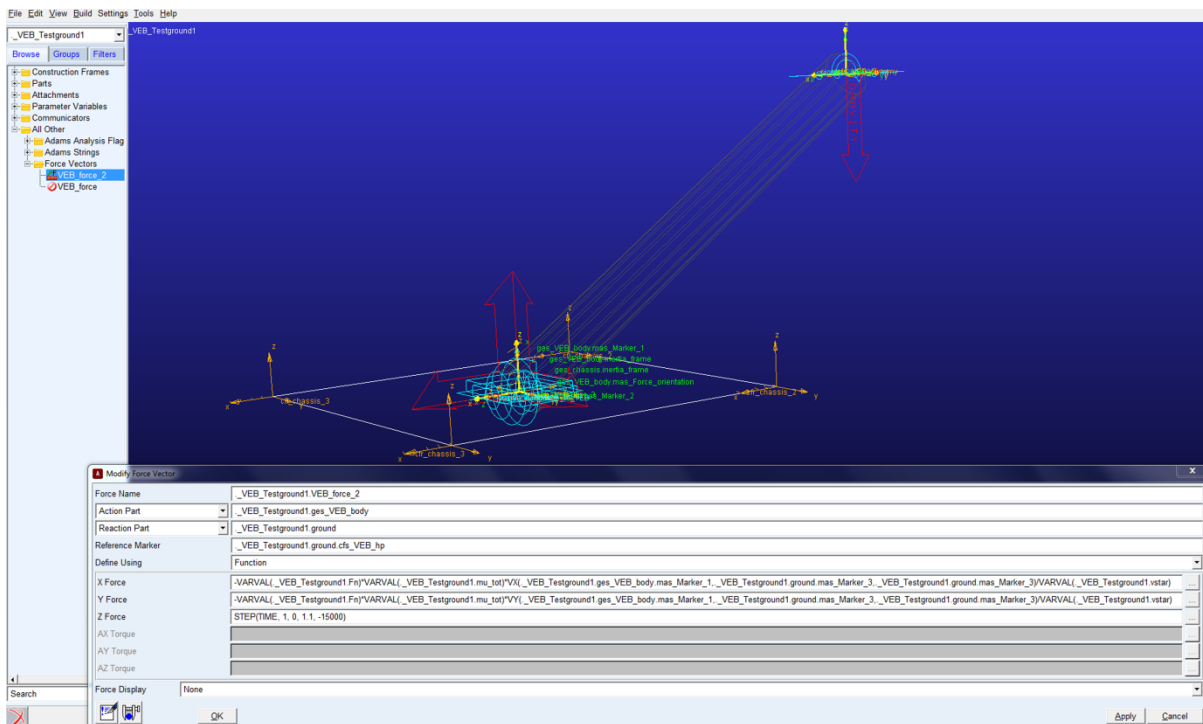 File Edit View Build Settings Tools Help
._VEB_Testground1
_VEB_Testground1
Browse Groups Filters
Construction Frames
Parts
Attachments
Parameter Variables
Communicators
All Other
Adams Analysis Flag
Adams Strings
Force Vectors
VEB_force_2
VEB_force
z
z
z
z
z
z
x
ges_VEB_body.mas_Marker_1
ges_VEB_body.inertia_frame
ges_chassis.inertia_frame
ges_VEB_body.mas_Force_orientation
mas_Marker_2
x cfr_chassis_3 y
cfr_chassis_2 y
x cfr_chassis_3 y
Search
Modify Force Vector x
Force Name ._VEB_Testground1.VEB_force_2
Action Part ._VEB_Testground1.ges_VEB_body
Reaction Part ._VEB_Testground1.ground
Reference Marker ._VEB_Testground1.ground.cfs_VEB_hp
Define Using Function
X Force -VARVAL(._VEB_Testground1.Fn)*VARVAL(._VEB_Testground1.mu_tot)*VX(._VEB_Testground1.ges_VEB_body.mas_Marker_1,._VEB_Testground1.ground.mas_Marker_3,._VEB_Testground1.ground.mas_Marker_3)/VARVAL(._VEB_Testground1.vstar) ...
Y Force -VARVAL(._VEB_Testground1.Fn)*VARVAL(._VEB_Testground1.mu_tot)*VY(._VEB_Testground1.ges_VEB_body.mas_Marker_1,._VEB_Testground1.ground.mas_Marker_3,._VEB_Testground1.ground.mas_Marker_3)/VARVAL(._VEB_Testground1.vstar) ...
Z Force STEP(TIME, 1, 0, 1.1, -15000) ...
AX Torque ...
AY Torque ...
AZ Torque ...
Force Display None
OK Apply Cancel